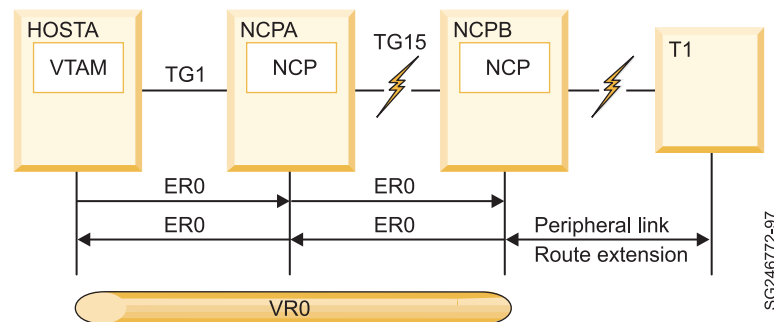 HOSTA
VTAM
TG1
NCPA
NCP
TG15
NCPB
NCP
T1
ER0
ER0
ER0
ER0
Peripheral link
Route extension
VR0
SG246772-97